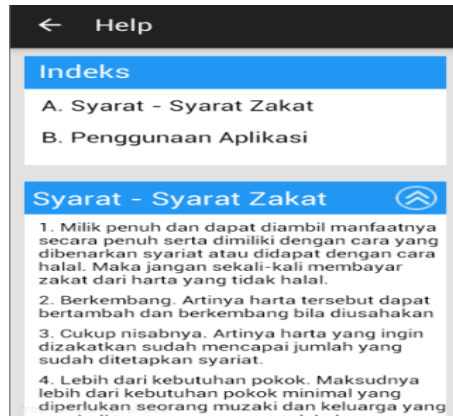 Help
Indeks
A. Syarat - Syarat Zakat
B. Penggunaan Aplikasi
Syarat - Syarat Zakat
1. Milik penuh dan dapat diambil manfaatnya
secara penuh serta dimiliki dengan cara yang
dibenarkan syariat atau didapat dengan cara
halal. Maka jangan sekali-kali membayar
zakat dari harta yang tidak halal.
2. Berkembang. Artinya harta tersebut dapat
bertambah dan berkembang bila diusahakan
3. Cukup nisabnya. Artinya harta yang ingin
dizakatkan sudah mencapai jumlah yang
sudah ditetapkan syariat.
4. Lebih dari kebutuhan pokok. Maksudnya
lebih dari kebutuhan pokok minimal yang
diperlukan seorang muzaki dan keluarga yang